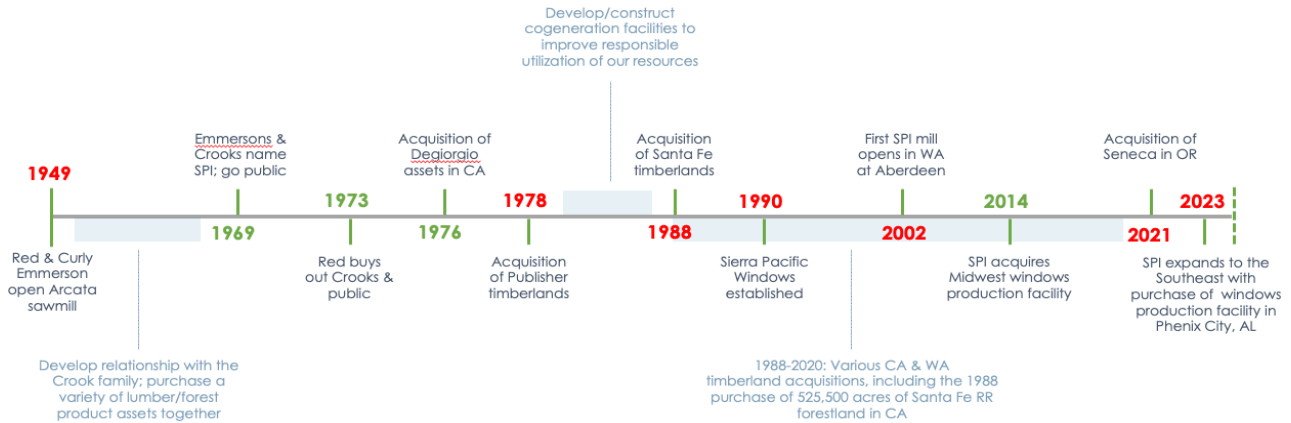 Develop/construct
cogeneration facilities to
improve responsible
utilization of our resources
1949
Emmersons &
Crooks name
SPI; go public
1973
Acquisition of
Degiorgio
assets in CA
1978
Acquisition
of Santa Fe
timberlands
1990
First SPI mill
opens in WA
at Aberdeen
2014
Acquisition of
Seneca in OR
2023
Red & Curly
Emmerson
open Arcata
sawmill
1969
Red buys
out Crooks &
public
1976
Acquisition
of Publisher
timberlands
1988
Sierra Pacific
Windows
established
2002
SPI acquires
Midwest windows
production facility
2021
SPI expands to the
Southeast with
purchase of windows
production facility in
Phenix City, AL
Develop relationship with the
Crook family; purchase a
variety of lumber/forest
product assets together
1988-2020: Various CA & WA
timberland acquisitions, including the 1988
purchase of 525,500 acres of Santa Fe RR
forestland in CA